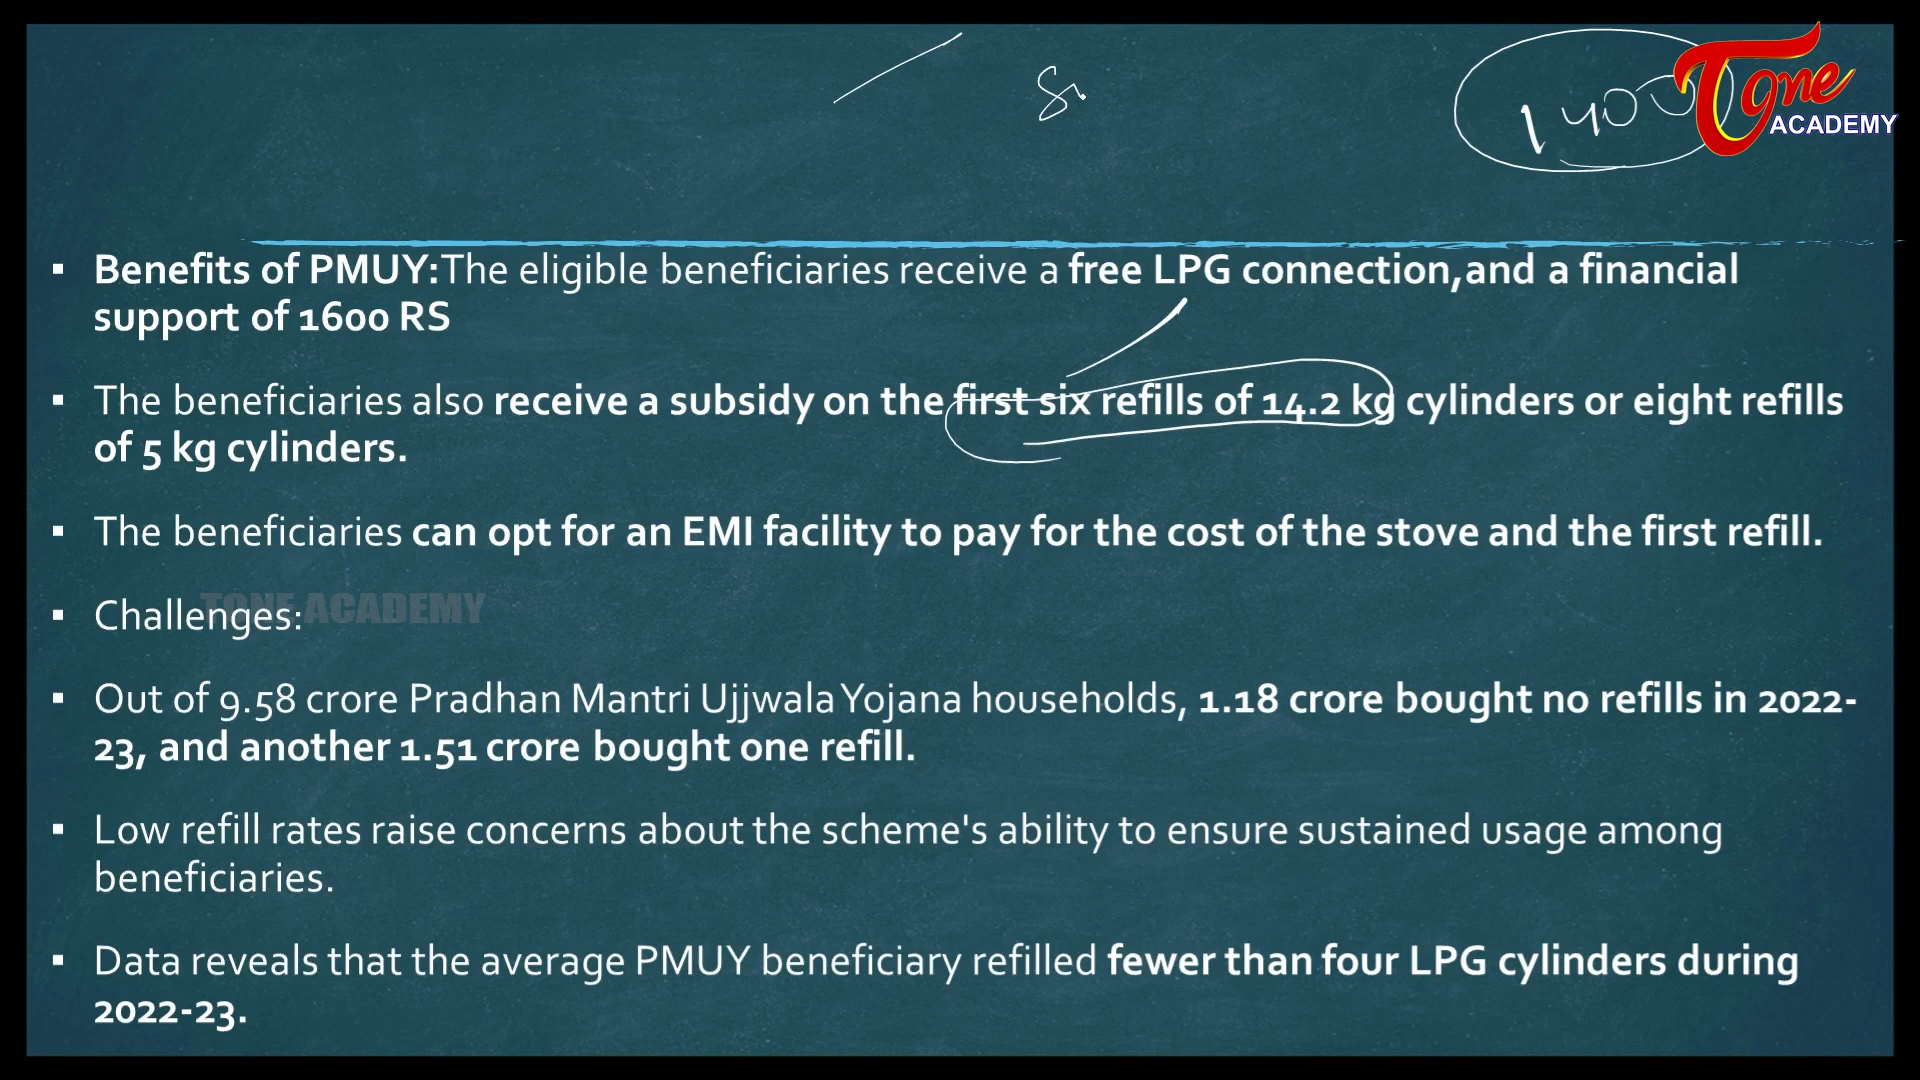 1400
Tone
ACADEMY
▪ Benefits of PMUY:The eligible beneficiaries receive a free LPG connection,and a financial
support of 1600 RS
▪ The beneficiaries also receive a subsidy on the first six refills of 14.2 kg cylinders or eight refills
of 5 kg cylinders.
▪ The beneficiaries can opt for an EMI facility to pay for the cost of the stove and the first refill.
▪ Challenges:
TONE ACADEMY
▪ Out of 9.58 crore Pradhan Mantri Ujjwala Yojana households, 1.18 crore bought no refills in 2022-
23, and another 1.51 crore bought one refill.
▪ Low refill rates raise concerns about the scheme's ability to ensure sustained usage among
beneficiaries.
▪ Data reveals that the average PMUY beneficiary refilled fewer than four LPG cylinders during
2022-23.